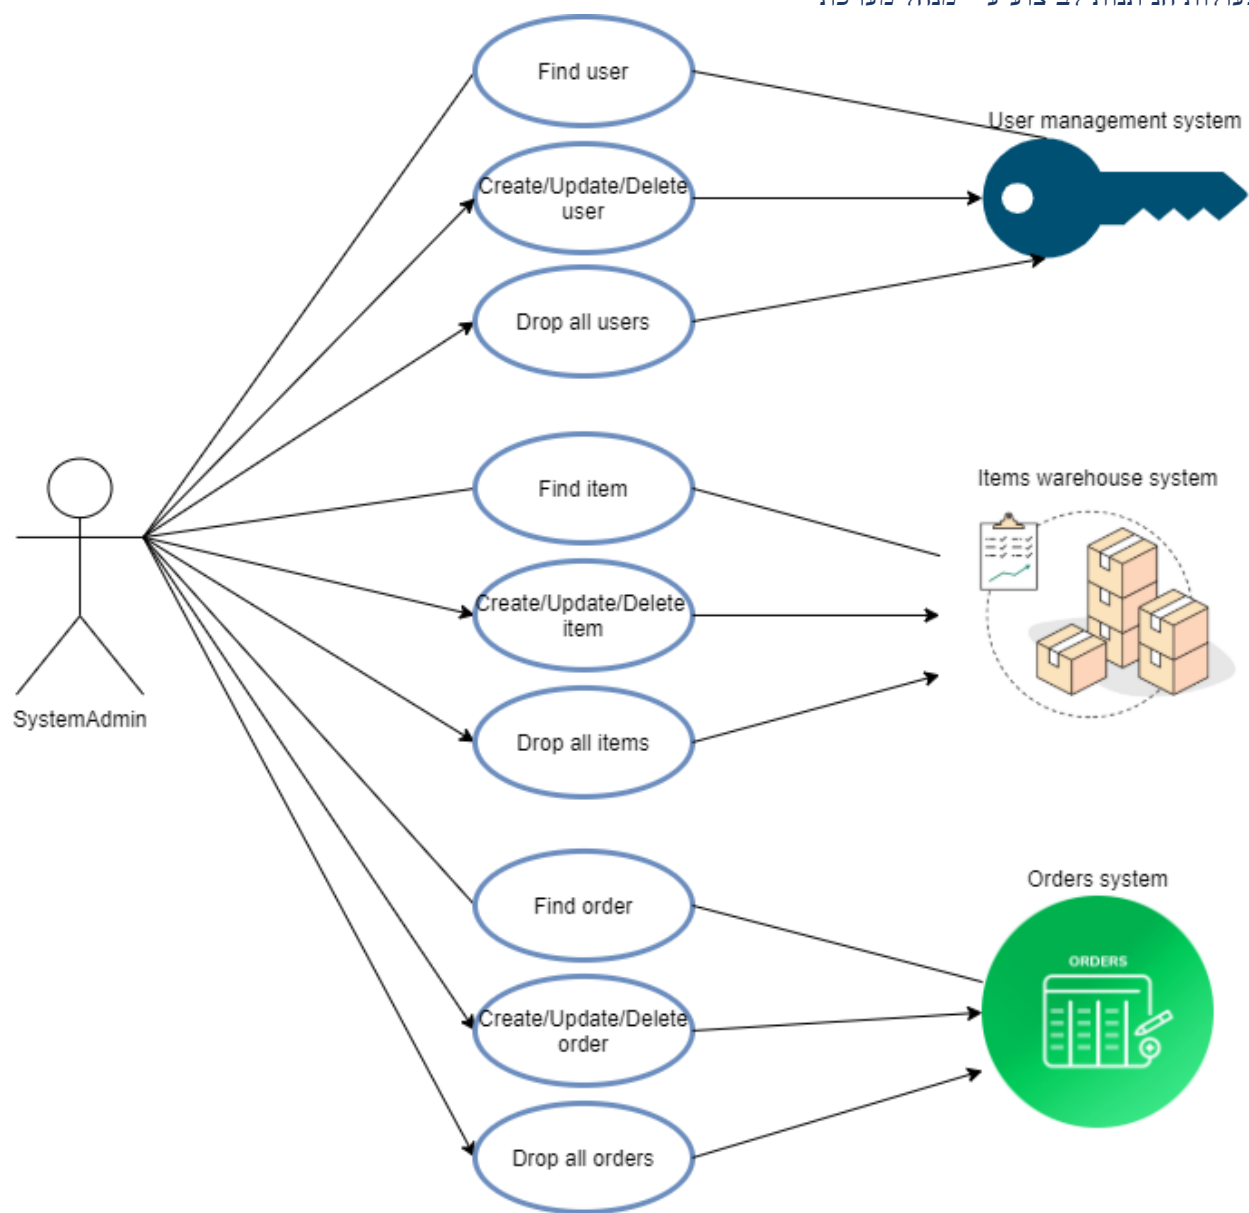 Find user
User management system
Create/Update/Delete
user
Drop all users
Find item
Items warehouse system
Create/Update/Delete
item
SystemAdmin
Drop all items
Orders system
Find order
ORDERS
Create/Update/Delete
order
Drop all orders